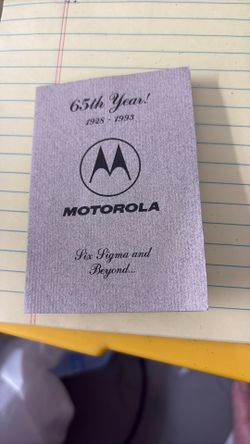 65th Year!
1928 - 1993
MOTOROLA
Six Sigma and
Beyond...